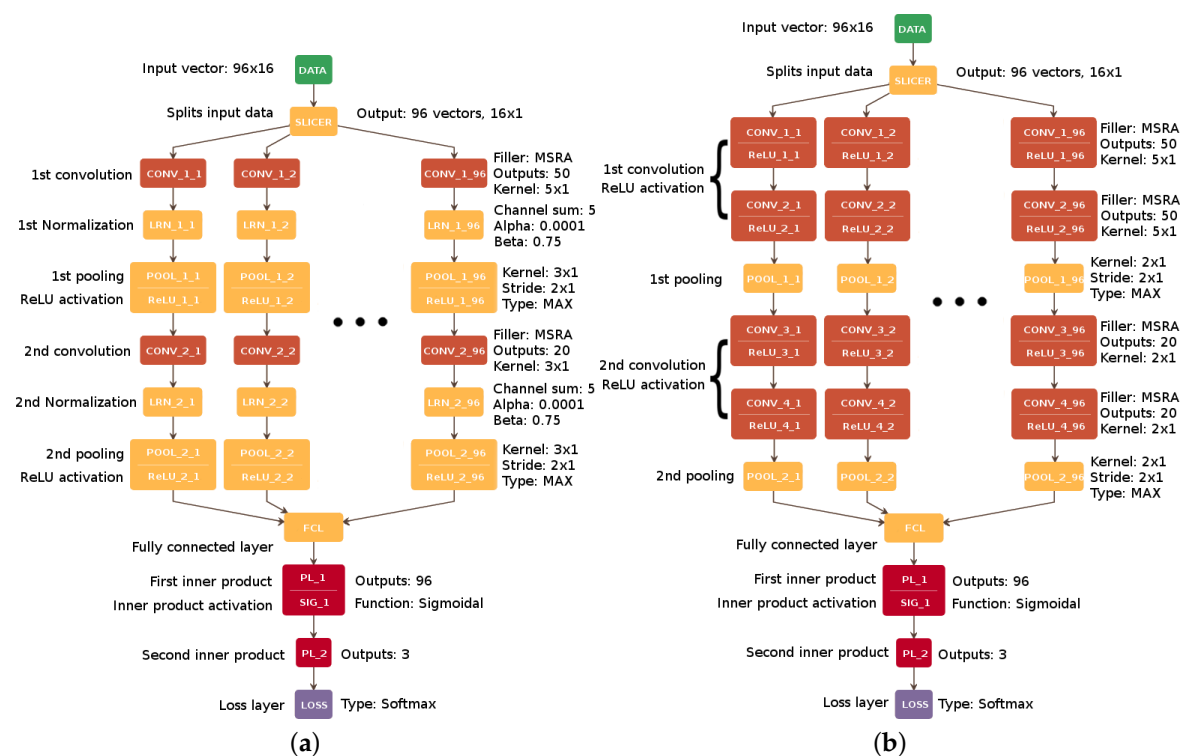 Input vector: 96x16
DATA
Splits input data
SLICER
Output: 96 vectors, 16x1
1st convolution
CONV_1_1
CONV_1_2
CONV_1_96
Filler: MSRA
Outputs: 50
Kernel: 5x1
1st Normalization
LRN_1_1
LRN_1_2
LRN_1_96
Channel sum: 5
Alpha: 0.0001
Beta: 0.75
1st pooling
ReLU activation
POOL_1_1
ReLU_1_1
POOL_1_2
ReLU_1_2
POOL_1_96
ReLU_1_96
Kernel: 3x1
Stride: 2x1
Type: MAX
2nd convolution
CONV_2_1
CONV_2_2
CONV_2_96
Filler: MSRA
Outputs: 20
Kernel: 3x1
2nd Normalization
LRN_2_1
LRN_2_2
LRN_2_96
Channel sum: 5
Alpha: 0.0001
Beta: 0.75
2nd pooling
ReLU activation
POOL_2_1
ReLU_2_1
POOL_2_2
ReLU_2_2
POOL_2_96
ReLU_2_96
Kernel: 3x1
Stride: 2x1
Type: MAX
FCL
Fully connected layer
First inner product
PL_1
Outputs: 96
Inner product activation
SIG_1
Function: Sigmoidal
Second inner product
PL_2
Outputs: 3
Loss layer
LOSS
Type: Softmax
(a)
Input vector: 96x16
DATA
Splits input data
SLICER
Output: 96 vectors, 16x1
1st convolution
ReLU activation
CONV_1_1
ReLU_1_1
CONV_1_2
ReLU_1_2
CONV_1_96
ReLU_1_96
Filler: MSRA
Outputs: 50
Kernel: 5x1
CONV_2_1
ReLU_2_1
CONV_2_2
ReLU_2_2
CONV_2_96
ReLU_2_96
Filler: MSRA
Outputs: 50
Kernel: 5x1
1st pooling
POOL_1_1
POOL_1_2
POOL_1_96
Kernel: 2x1
Stride: 2x1
Type: MAX
2nd convolution
ReLU activation
CONV_3_1
ReLU_3_1
CONV_3_2
ReLU_3_2
CONV_3_96
ReLU_3_96
Filler: MSRA
Outputs: 20
Kernel: 2x1
CONV_4_1
ReLU_4_1
CONV_4_2
ReLU_4_2
CONV_4_96
ReLU_4_96
Filler: MSRA
Outputs: 20
Kernel: 2x1
2nd pooling
POOL_2_1
POOL_2_2
POOL_2_96
Kernel: 2x1
Stride: 2x1
Type: MAX
FCL
Fully connected layer
First inner product
PL_1
Outputs: 96
Inner product activation
SIG_1
Function: Sigmoidal
Second inner product
PL_2
Outputs: 3
Loss layer
LOSS
Type: Softmax
(b)